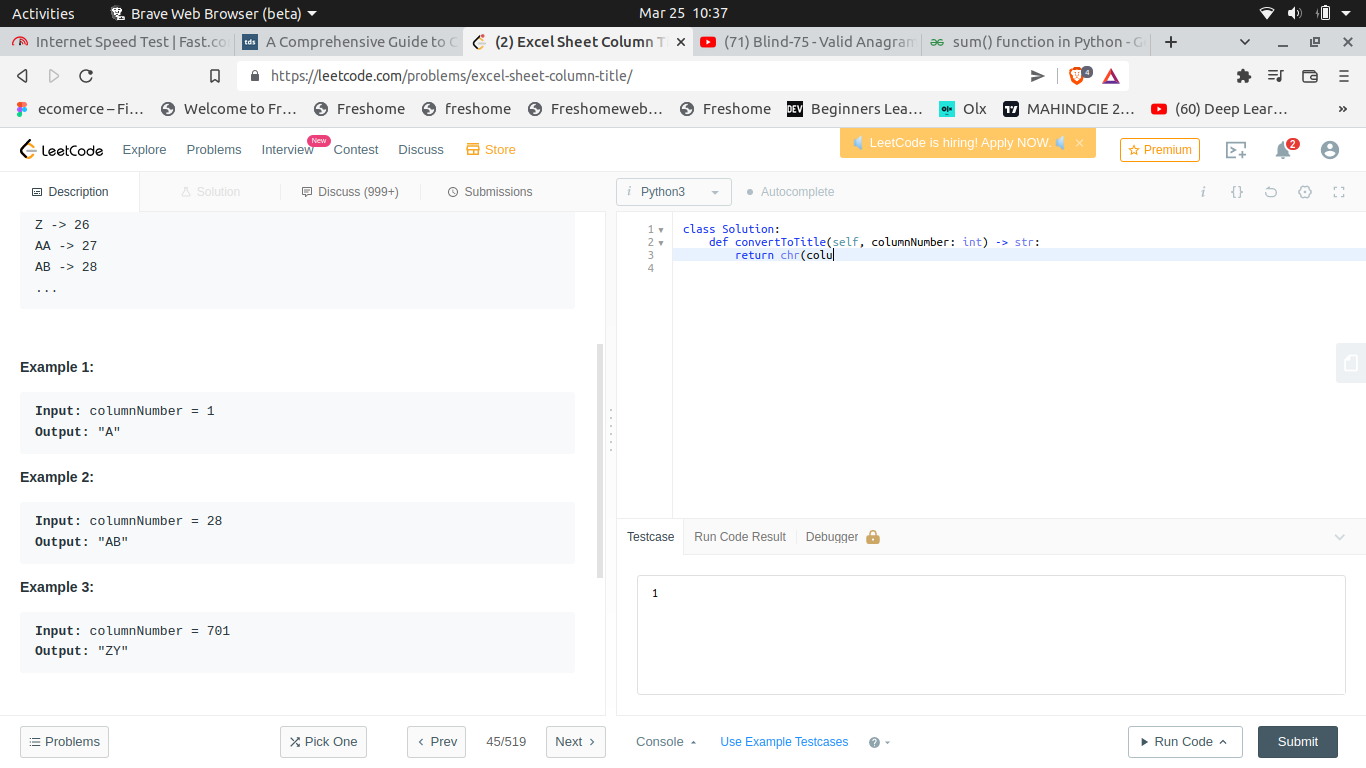 Activities Brave Web Browser (beta) Mar 25 10:37
Internet Speed Test | Fast.co A Comprehensive Guide to C (2) Excel Sheet Column T (71) Blind-75 - Valid Anagram sum() function in Python - G
https://leetcode.com/problems/excel-sheet-column-title/ 4
ecomerce – Fi... Welcome to Fr... Freshome freshome Freshomeweb... Freshome DEV Beginners Lea... Olx MAHINDCIE 2... (60) Deep Lear... »
LeetCode Explore Problems Interview New Contest Discuss Store LeetCode is hiring! Apply NOW. Premium 2
Description Solution Discuss (999+) Submissions
i Python3 Autocomplete i {}
Z -> 26
AA -> 27
AB -> 28
...
Example 1:
Input: columnNumber = 1
Output: "A"
Example 2:
Input: columnNumber = 28
Output: "AB"
Example 3:
Input: columnNumber = 701
Output: "ZY"
1 class Solution:
2 def convertToTitle(self, columnNumber: int) -> str:
3 return chr(colu
4
Testcase Run Code Result Debugger
1
Problems Pick One Prev 45/519 Next Console Use Example Testcases ? Run Code Submit